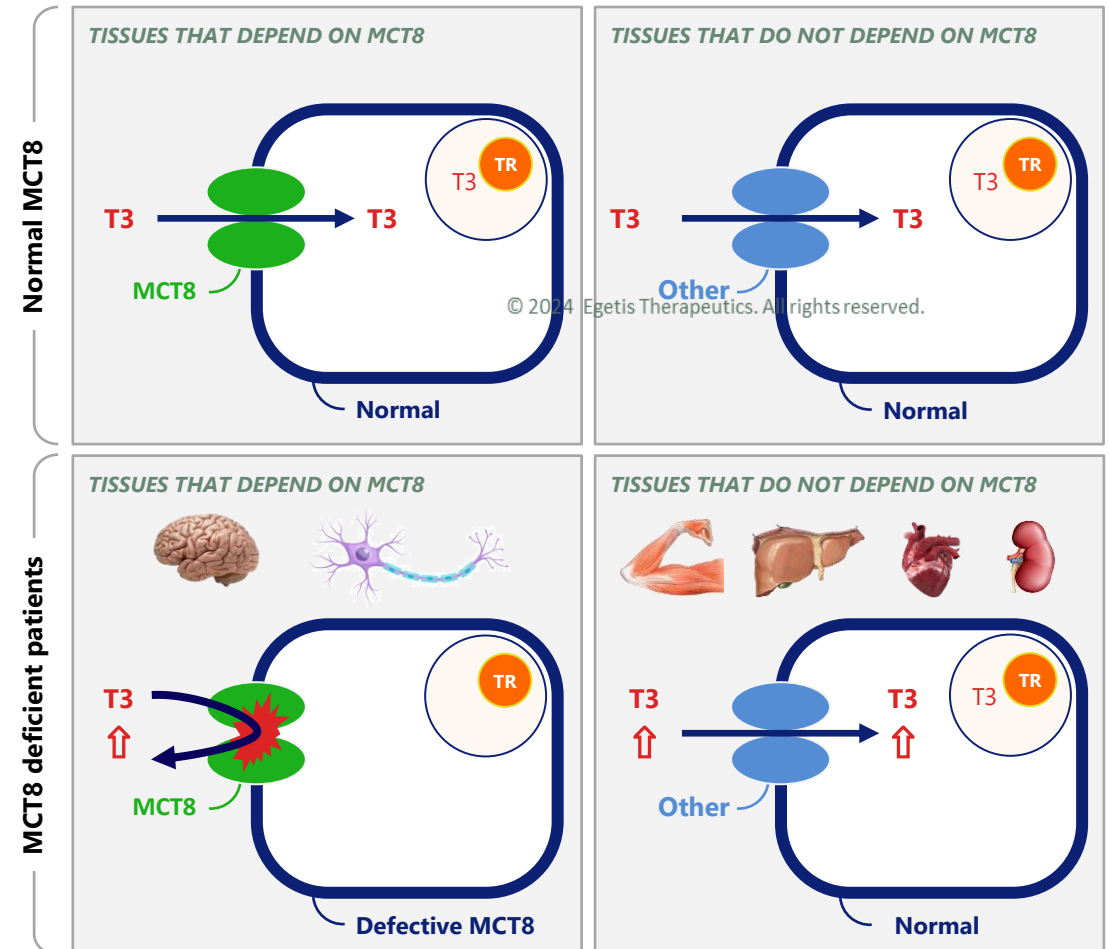 Normal MCT8
TISSUES THAT DEPEND ON MCT8
T3
T3
T3
TR
MCT8
Normal
TISSUES THAT DO NOT DEPEND ON MCT8
T3
T3
T3
TR
Other
Normal
© 2024 Egetis Therapeutics. All rights reserved.
MCT8 deficient patients
TISSUES THAT DEPEND ON MCT8
T3
TR
MCT8
Defective MCT8
TISSUES THAT DO NOT DEPEND ON MCT8
T3
T3
T3
TR
Other
Normal